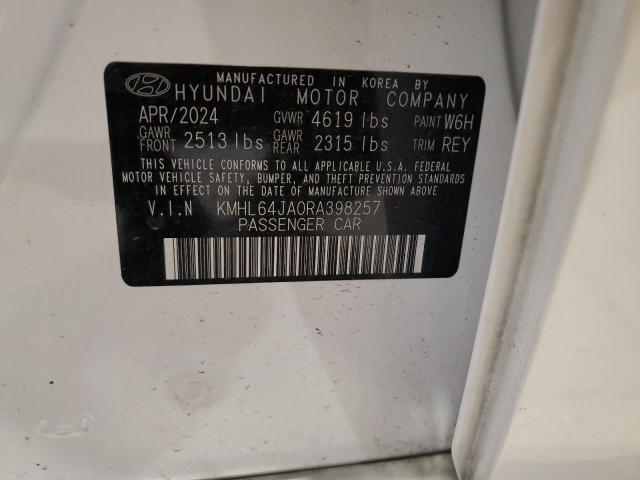 MANUFACTURED IN KOREA BY
HYUNDAI MOTOR COMPANY
APR/2024 GVWR 4619 lbs PAINT W6H
GAWR FRONT 2513 lbs GAWR REAR 2315 lbs TRIM REY
THIS VEHICLE CONFORMS TO ALL APPLICABLE U.S.A. FEDERAL
MOTOR VEHICLE SAFETY, BUMPER, AND THEFT PREVENTION STANDARDS
IN EFFECT ON THE DATE OF MANUFACTURE SHOWN ABOVE
V.I.N KMHL64JA0RA398257
PASSENGER CAR